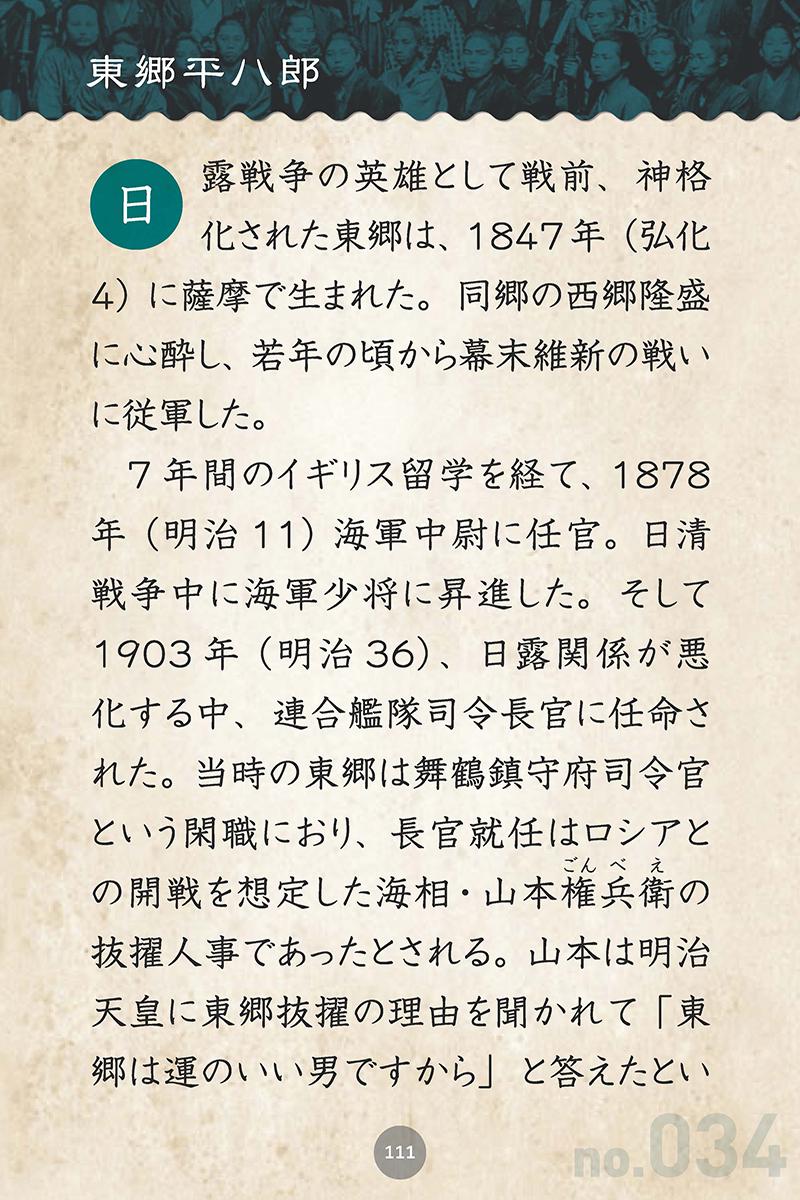 東郷平八郎
日露戦争の英雄として戦前、神格
化された東郷は、1847年（弘化
4）に薩摩で生まれた。同郷の西郷隆盛
に心酔し、若年の頃から幕末維新の戦い
に従軍した。
7年間のイギリス留学を経て、1878
年（明治11）海軍中尉に任官。日清
戦争中に海軍少将に昇進した。そして
1903年（明治36）、日露関係が悪
化する中、連合艦隊司令長官に任命さ
れた。当時の東郷は舞鶴鎮守府司令官
という閑職におり、長官就任はロシアと
ごんべえ
の開戦を想定した海相・山本権兵衛の
抜擢人事であったとされる。山本は明治
天皇に東郷抜擢の理由を聞かれて「東
郷は運のいい男ですから」と答えたとい
111
no.034